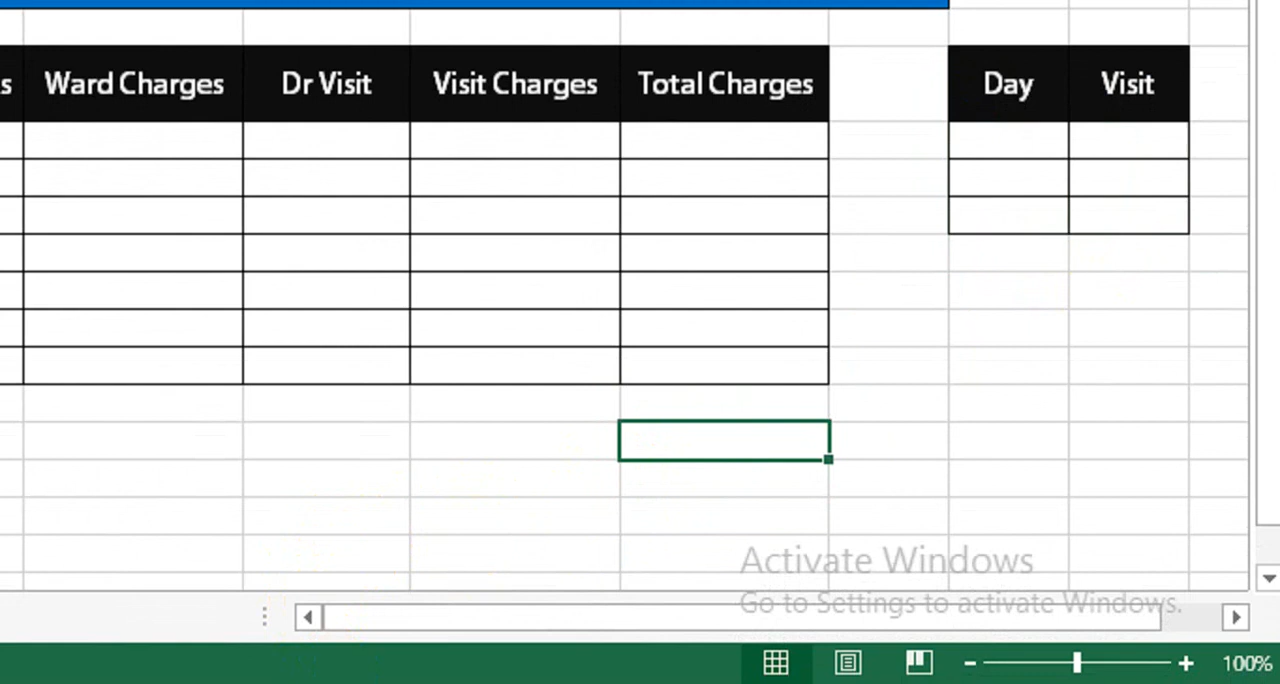 s Ward Charges Dr Visit Visit Charges Total Charges Day Visit
Activate Windows
Go to Settings to activate Windows.
100%